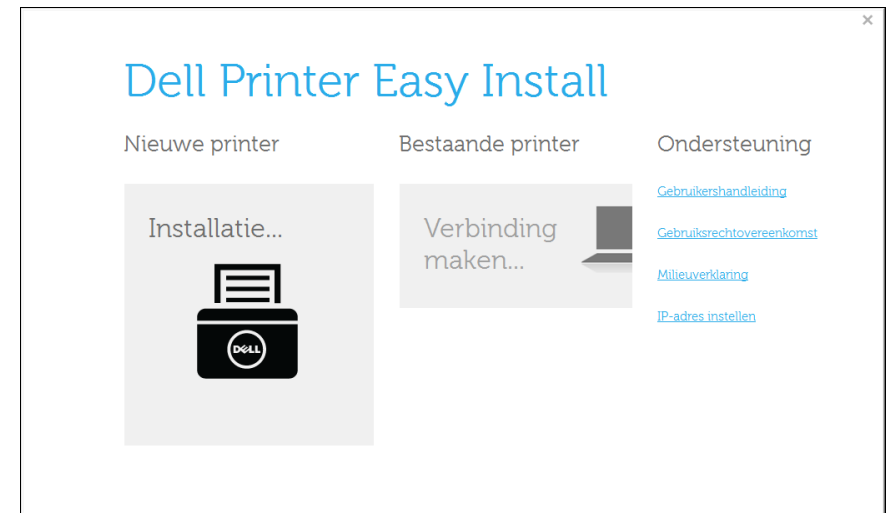 ×
Dell Printer Easy Install
Nieuwe printer
Bestaande printer
Ondersteuning
Installatie...
DELL
Verbinding
maken...
Gebruikershandleiding
Gebruiksrechtovereenkomst
Milieuverklaring
IP-adres instellen